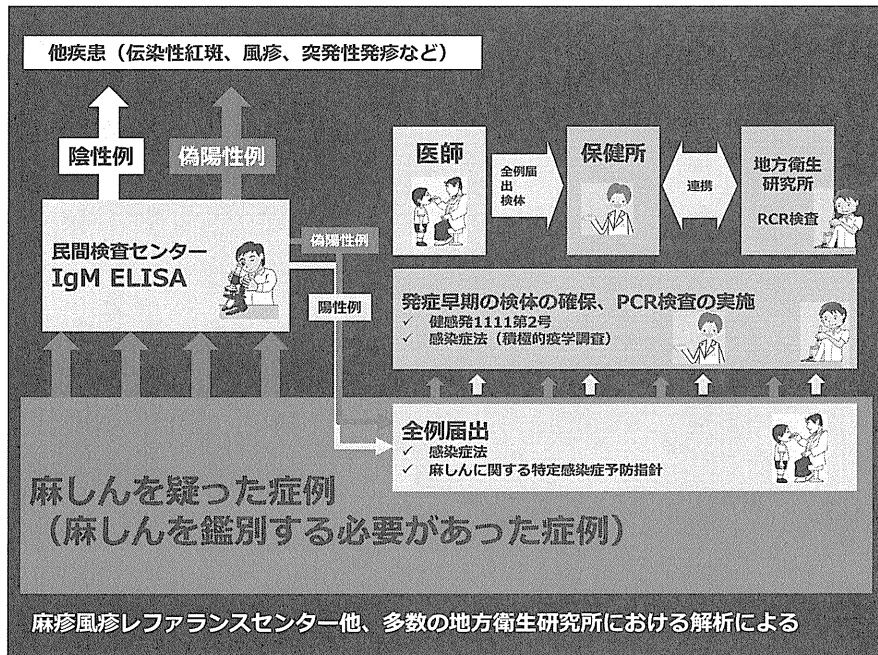 他疾患（伝染性紅斑、風疹、突発性発疹など）
陰性例
偽陽性例
民間検査センター
IgM ELISA
偽陽性例
陽性例
医師
全例届
出
検体
保健所
連携
地方衛生
研究所
RCR検査
発症早期の検体の確保、PCR検査の実施
✓ 健感発1111第2号
✓ 感染症法（積極的疫学調査）
全例届出
✓ 感染症法
✓ 麻しんに関する特定感染症予防指針
麻しんを疑った症例
（麻しんを鑑別する必要があった症例）
麻疹風疹レファランスセンター他、多数の地方衛生研究所における解析による